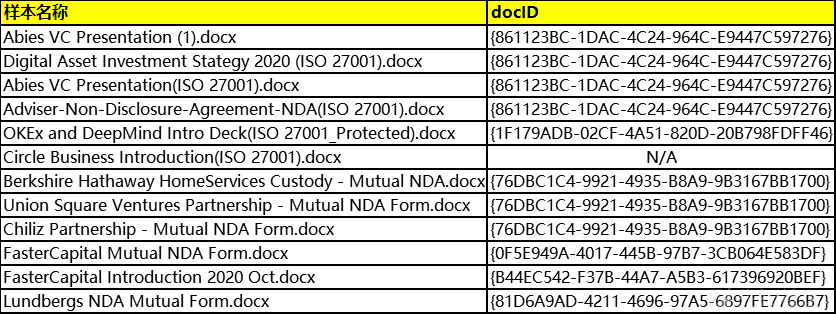 样本名称 docID
Abies VC Presentation (1).docx {861123BC-1DAC-4C24-964C-E9447C597276}
Digital Asset Investment Stategy 2020 (ISO 27001).docx {861123BC-1DAC-4C24-964C-E9447C597276}
Abies VC Presentation(ISO 27001).docx {861123BC-1DAC-4C24-964C-E9447C597276}
Adviser-Non-Disclosure-Agreement-NDA(ISO 27001).docx {861123BC-1DAC-4C24-964C-E9447C597276}
OKEx and DeepMind Intro Deck(ISO 27001_Protected).docx {1F179ADB-02CF-4A51-820D-20B798FDFF46}
Circle Business Introduction(ISO 27001).docx N/A
Berkshire Hathaway HomeServices Custody - Mutual NDA.docx {76DBC1C4-9921-4935-B8A9-9B3167BB1700}
Union Square Ventures Partnership - Mutual NDA Form.docx {76DBC1C4-9921-4935-B8A9-9B3167BB1700}
Chiliz Partnership - Mutual NDA Form.docx {76DBC1C4-9921-4935-B8A9-9B3167BB1700}
FasterCapital Mutual NDA Form.docx {0F5E949A-4017-445B-97B7-3CB064E583DF}
FasterCapital Introduction 2020 Oct.docx {B44EC542-F37B-44A7-A5B3-617396920BEF}
Lundbergs NDA Mutual Form.docx {81D6A9AD-4211-4696-97A5-6897FE7766B7}